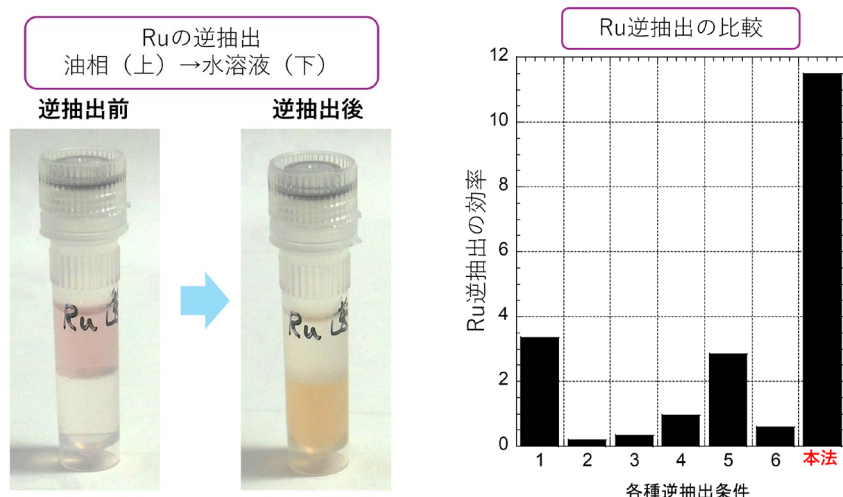 Ruの逆抽出
油相（上）→水溶液（下）
逆抽出前
逆抽出後
Ru
Ru
Ru逆抽出の比較
Ru逆抽出の効率
12
10
8
6
4
2
0
1 2 3 4 5 6 本法
各種逆抽出条件